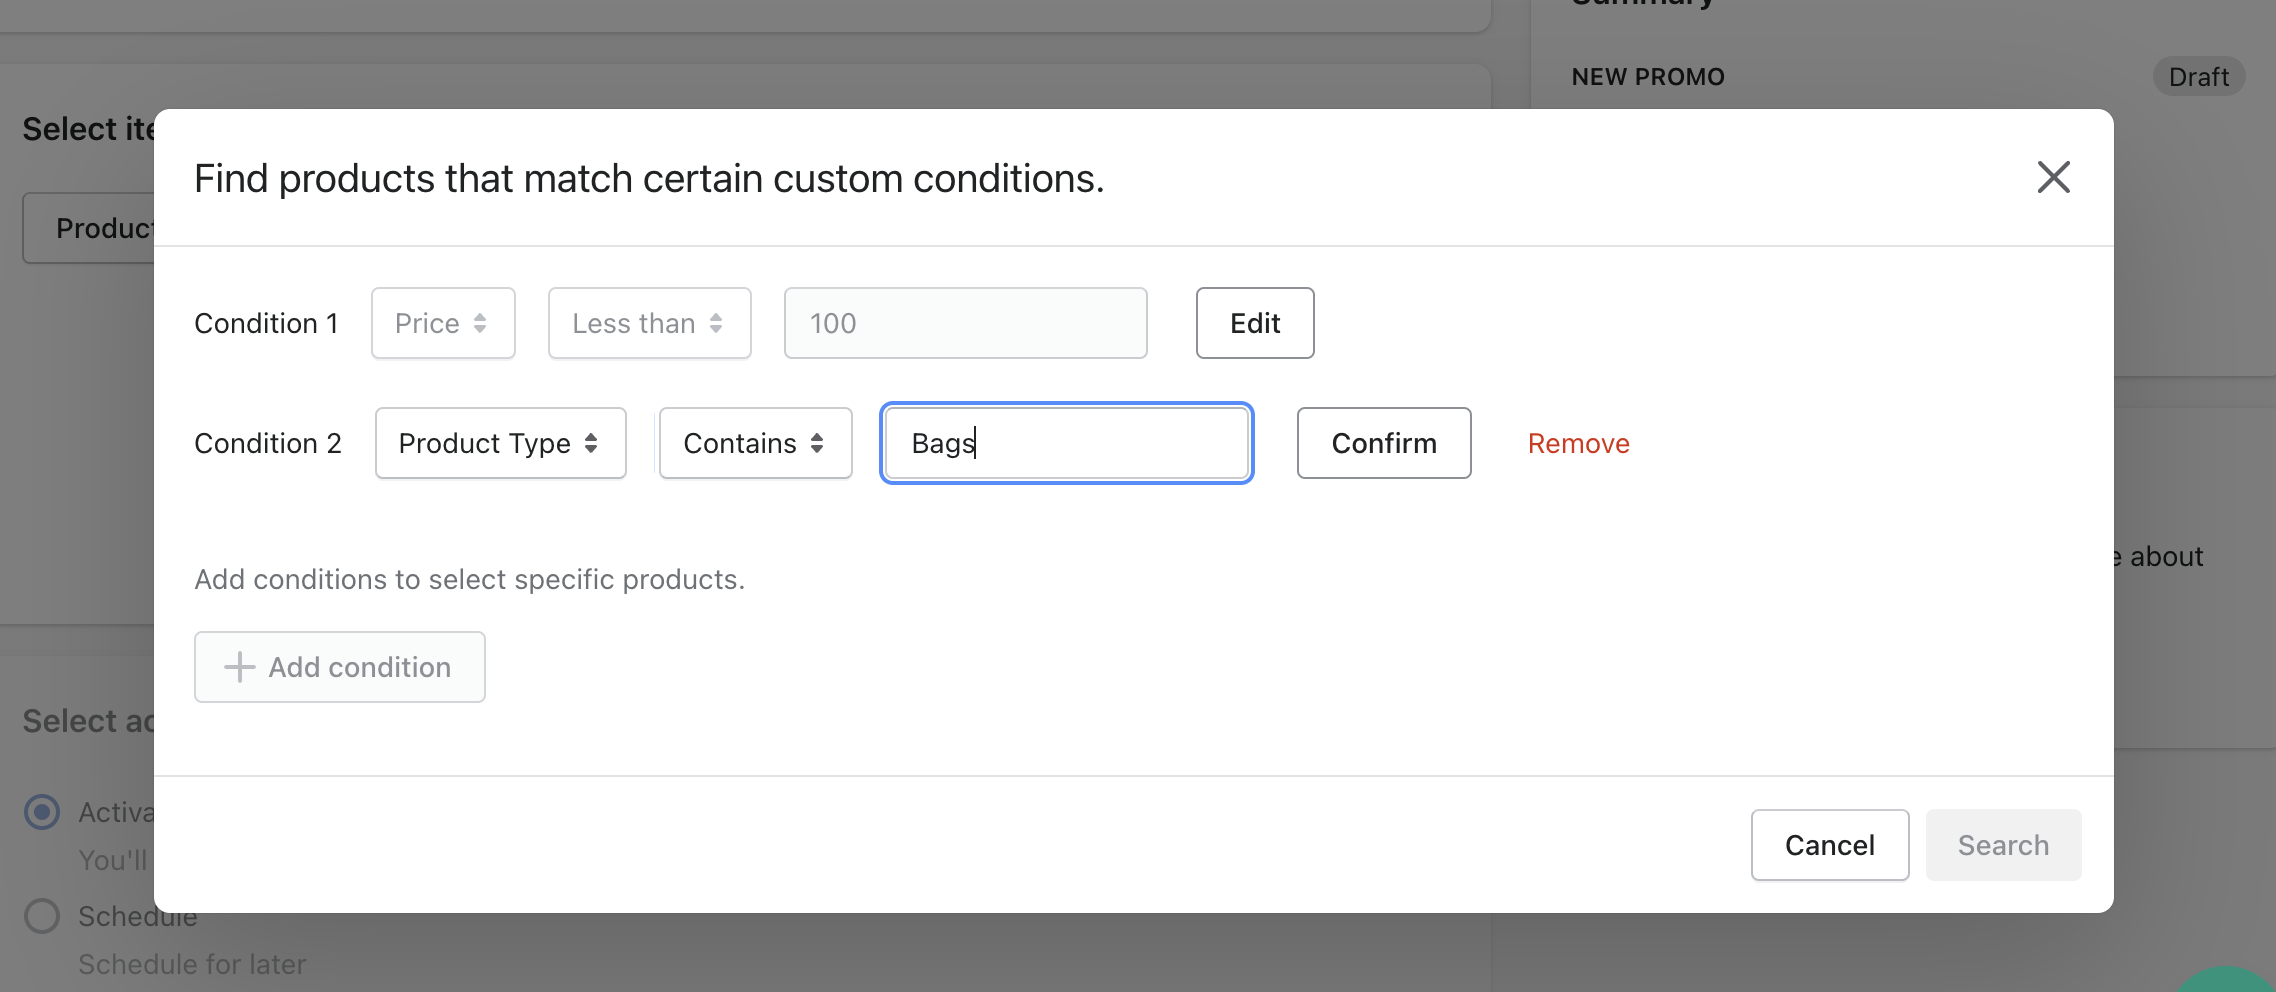 Summary
NEW PROMO
Draft
Select ite
Product
Find products that match certain custom conditions.
Condition 1 Price Less than 100 Edit
Condition 2 Product Type Contains Bags Confirm Remove
e about
Add conditions to select specific products.
Add condition
Select ac
Activa
You'll
Cancel Search
Schedule
Schedule for later